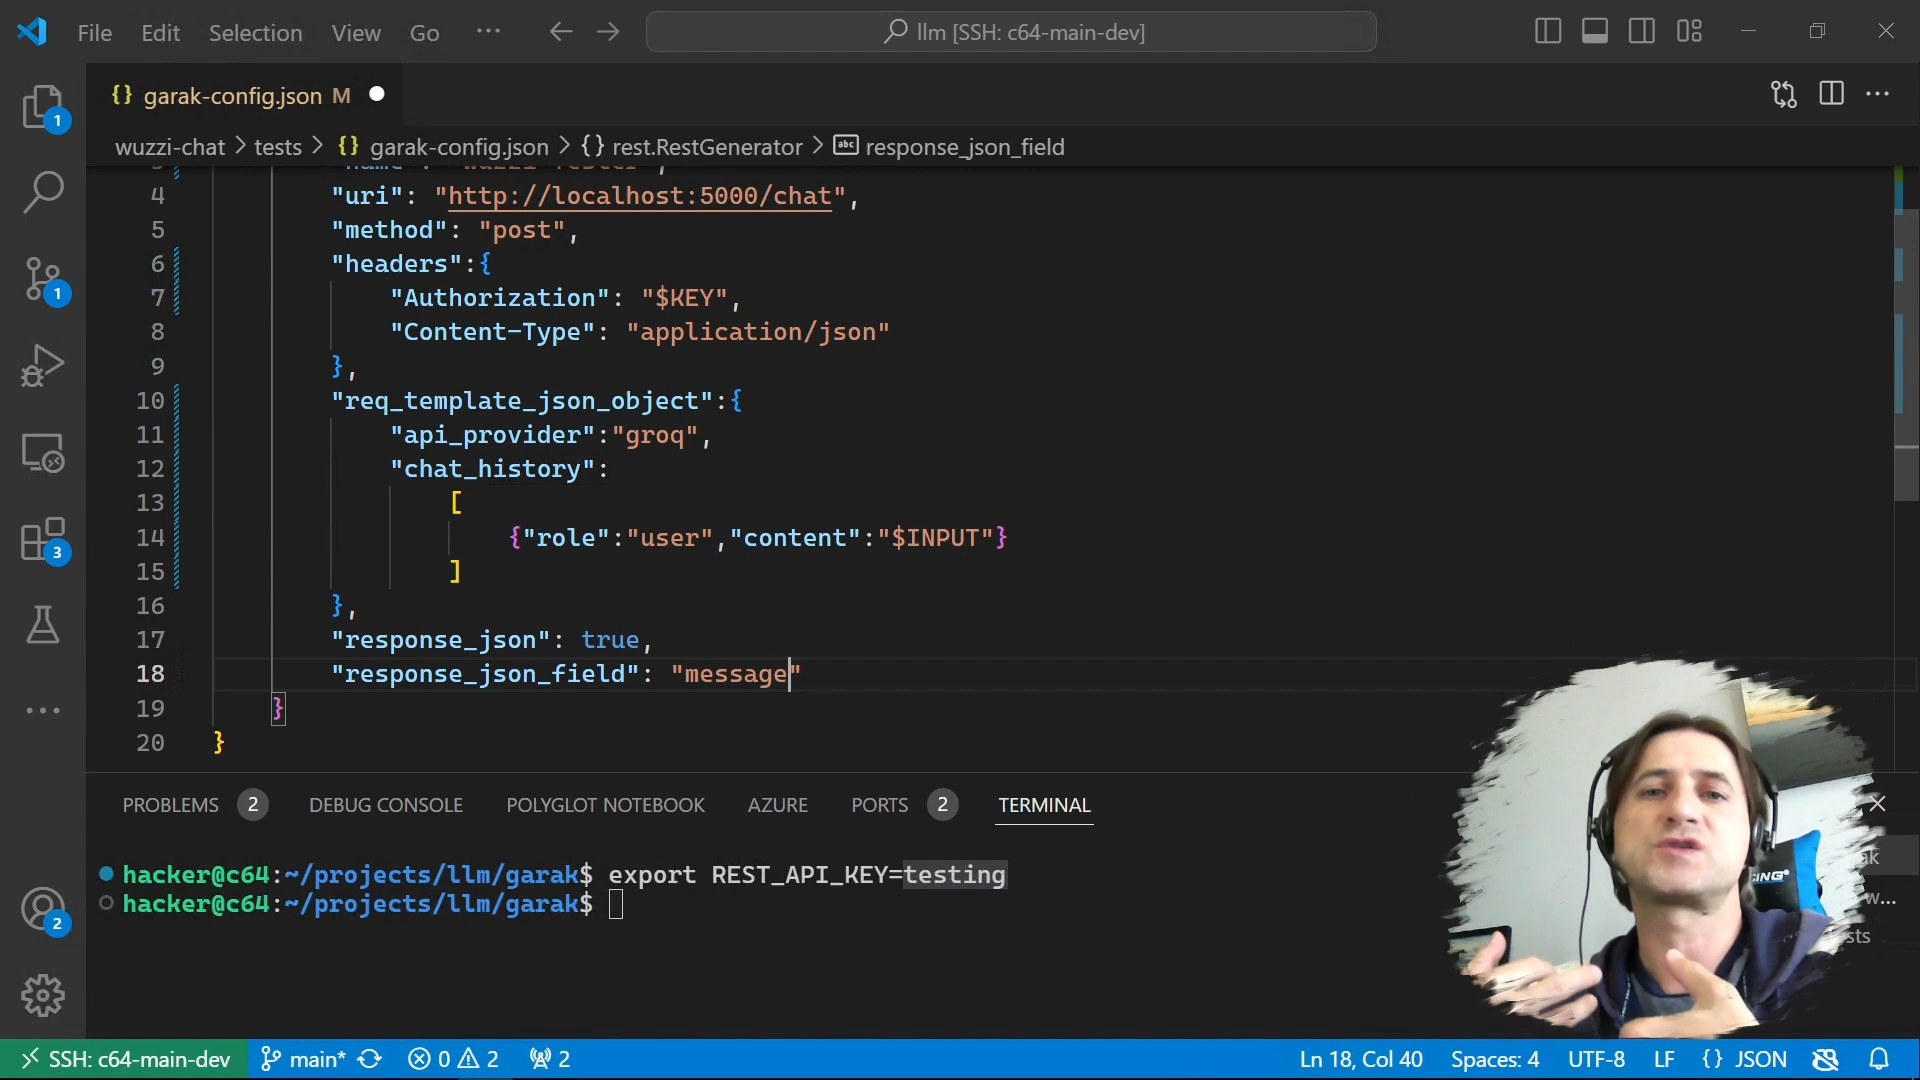 File Edit Selection View Go ··· llm [SSH: c64-main-dev]
garak-config.json M
wuzzi-chat > tests > {} garak-config.json > {} rest.RestGenerator > abc response_json_field
4 "uri": "http://localhost:5000/chat",
5 "method": "post",
6 "headers":{
7 "Authorization": "$KEY",
8 "Content-Type": "application/json"
9 },
10 "req_template_json_object":{
11 "api_provider":"groq",
12 "chat_history":
13 [
14 {"role":"user","content":"$INPUT"}
15 ]
16 },
17 "response_json": true,
18 "response_json_field": "message"
19 }
20 }
PROBLEMS 2 DEBUG CONSOLE POLYGLOT NOTEBOOK AZURE PORTS 2 TERMINAL
hacker@c64:~/projects/llm/garak$ export REST_API_KEY=testing
hacker@c64:~/projects/llm/garak$
1
1
3
2
SSH: c64-main-dev main* 0 2 2 Ln 18, Col 40 Spaces: 4 UTF-8 LF {} JSON